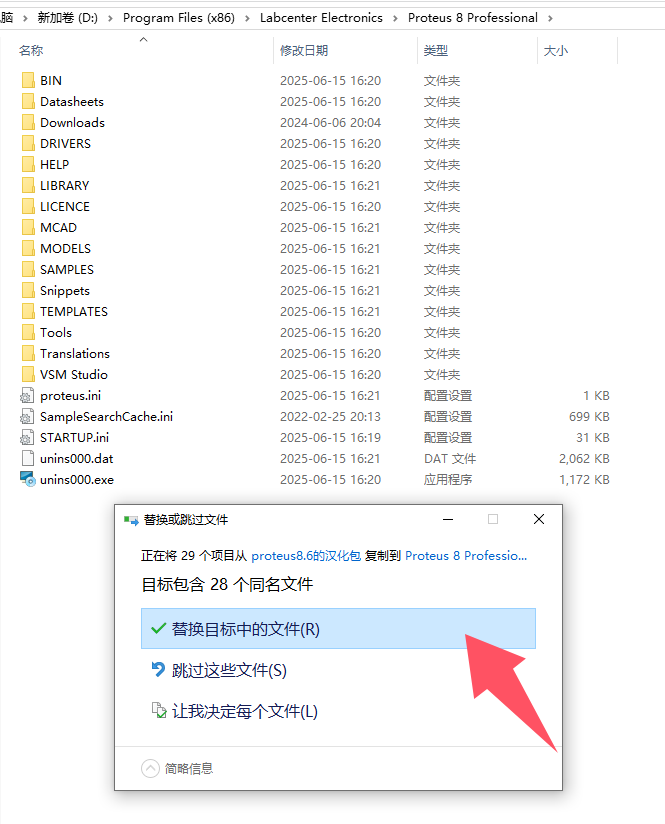 脑 > 新加卷 (D:) > Program Files (x86) > Labcenter Electronics > Proteus 8 Professional >
名称 修改日期 类型 大小
BIN 2025-06-15 16:20 文件夹
Datasheets 2025-06-15 16:20 文件夹
Downloads 2024-06-06 20:04 文件夹
DRIVERS 2025-06-15 16:20 文件夹
HELP 2025-06-15 16:20 文件夹
LIBRARY 2025-06-15 16:21 文件夹
LICENCE 2025-06-15 16:20 文件夹
MCAD 2025-06-15 16:21 文件夹
MODELS 2025-06-15 16:21 文件夹
SAMPLES 2025-06-15 16:21 文件夹
Snippets 2025-06-15 16:21 文件夹
TEMPLATES 2025-06-15 16:21 文件夹
Tools 2025-06-15 16:20 文件夹
Translations 2025-06-15 16:20 文件夹
VSM Studio 2025-06-15 16:20 文件夹
proteus.ini 2025-06-15 16:21 配置设置 1 KB
SampleSearchCache.ini 2022-02-25 20:13 配置设置 699 KB
STARTUP.ini 2025-06-15 16:19 配置设置 31 KB
unins000.dat 2025-06-15 16:21 DAT 文件 2,062 KB
unins000.exe 2025-06-15 16:20 应用程序 1,172 KB
替换或跳过文件
正在将 29 个项目从 proteus8.6的汉化包 复制到 Proteus 8 Professio...
目标包含 28 个同名文件
替换目标中的文件(R)
跳过这些文件(S)
让我决定每个文件(L)
简略信息